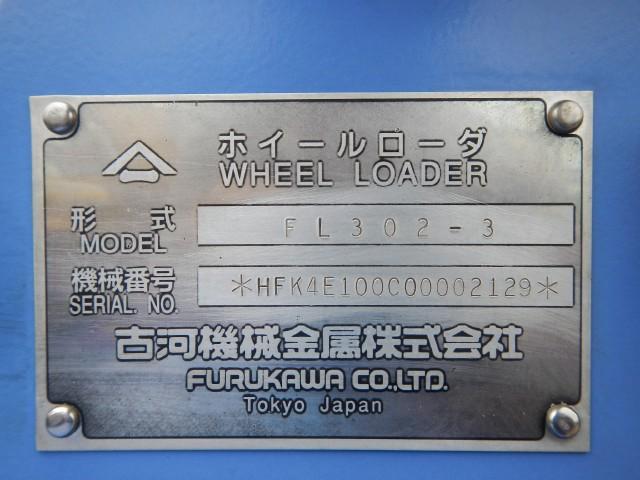 ホイールローダ
WHEEL LOADER
形式 FL302-3
MODEL
機械番号 *HFK4E100C00002129*
SERIAL. NO.
古河機械金属株式会社
FURUKAWA CO.,LTD.
Tokyo Japan